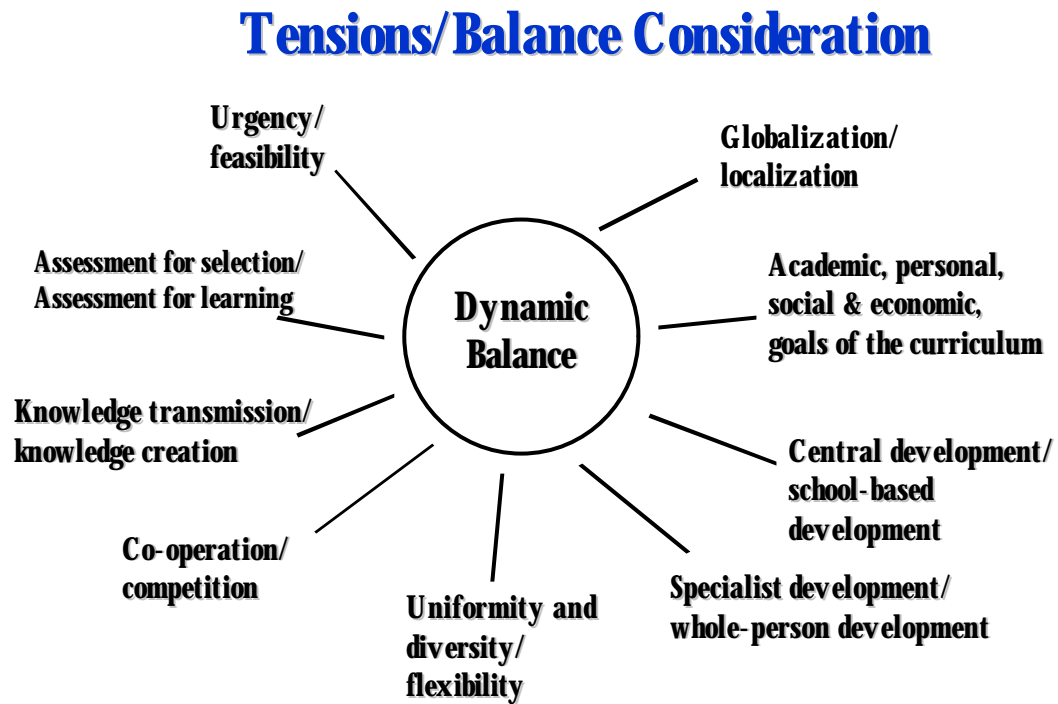 Tensions/Balance Consideration
Urgency/
feasibility
Globalization/
localization
Assessment for selection/
Assessment for learning
Academic, personal,
social & economic,
goals of the curriculum
Dynamic
Balance
Knowledge transmission/
knowledge creation
Central development/
school-based
development
Co-operation/
competition
Specialist development/
whole-person development
Uniformity and
diversity/
flexibility